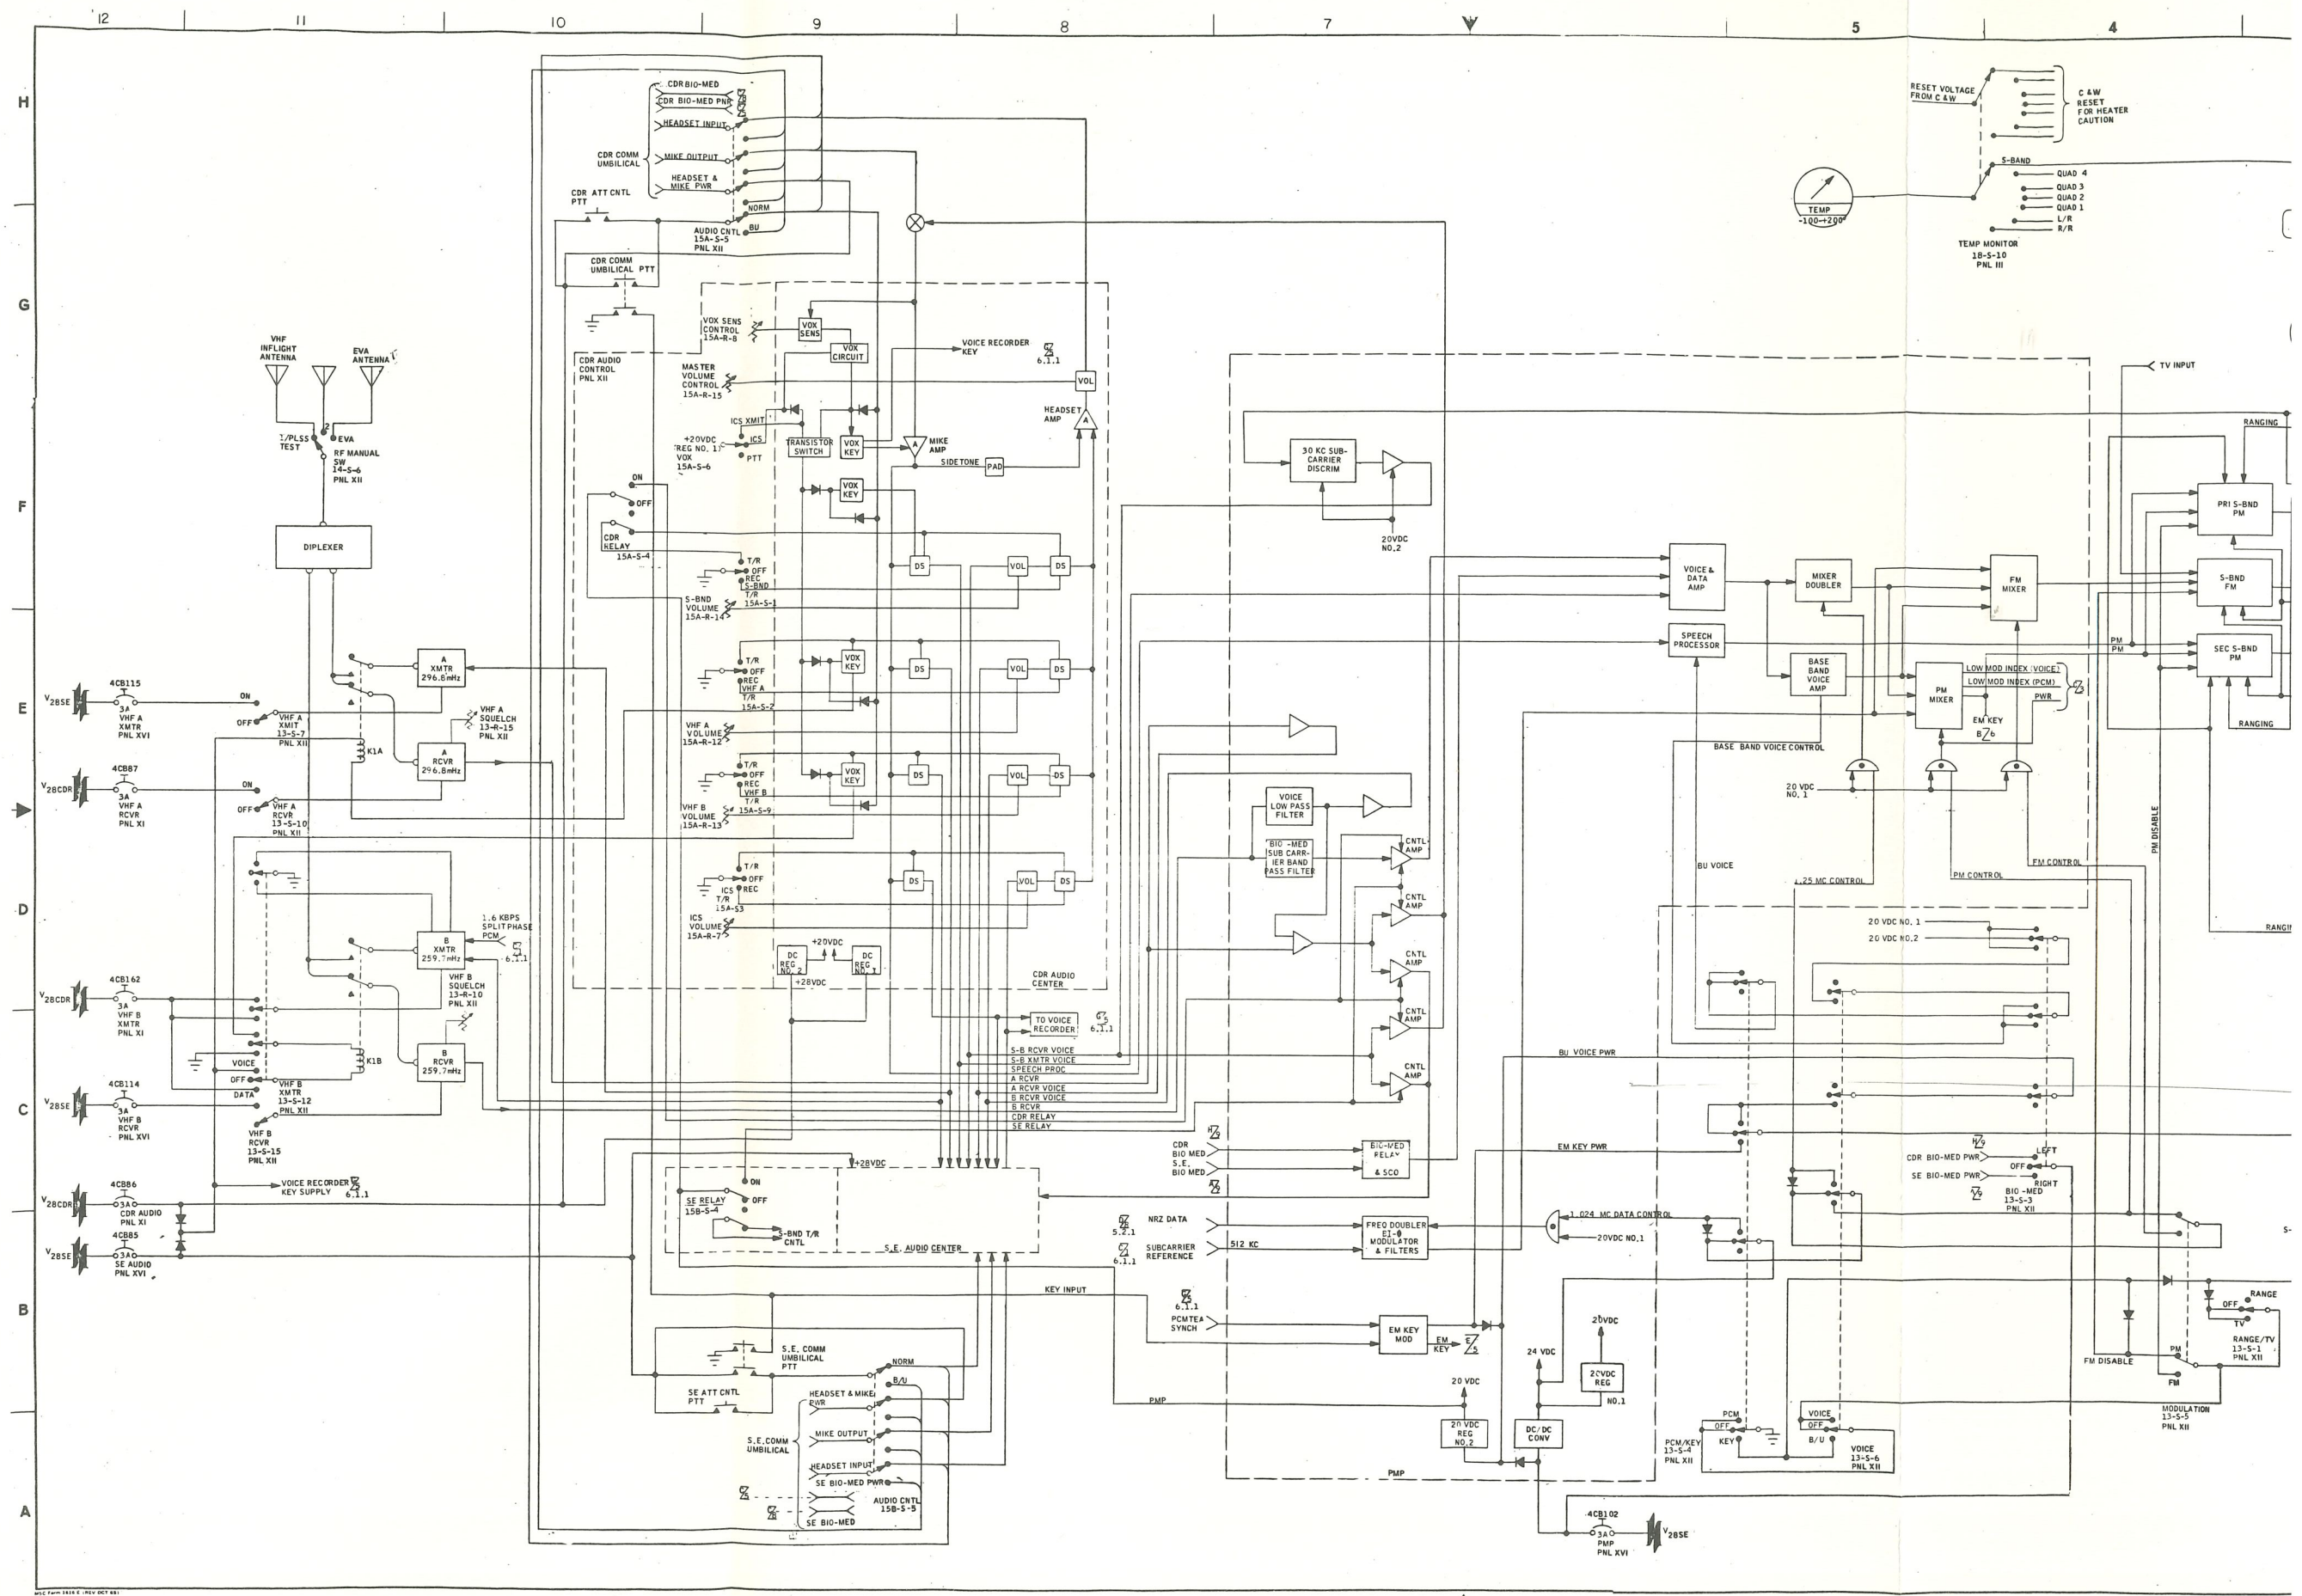 12
11
10
9
8
7
5
4
H
G
F
E
D
C
B
A
CDR BIO-MED
CDR BIO-MED PNR
HEADSET INPUT
CDR COMM
UMBILICAL
MIKE OUTPUT
HEADSET &
MIKE PWR
CDR ATT CNTL
PTT
NORM
BU
AUDIO CNTL
15A-S-5
PNL XII
CDR COMM
UMBILICAL PTT
RESET VOLTAGE
FROM C & W
C & W
RESET
FOR HEATER
CAUTION
S-BAND
QUAD 4
QUAD 3
QUAD 2
QUAD 1
L/R
R/R
TEMP
-100-+200°
TEMP MONITOR
18-S-10
PNL III
VHF
INFLIGHT
ANTENNA
EVA
ANTENNA
1/PLSS
TEST
2
EVA
RF MANUAL
SW
14-S-6
PNL XII
DIPLEXER
CDR AUDIO
CONTROL
PNL XII
VOX SENS
CONTROL
15A-R-8
VOX
SENS
VOX
CIRCUIT
VOICE RECORDER
KEY
6.1.1
MASTER
VOLUME
CONTROL
15A-R-15
VOL
HEADSET
AMP
A
ICS XMIT
+20VDC
REG NO. 1
VOX
15A-S-6
ICS
PTT
TRANSISTOR
SWITCH
VOX
KEY
A
MIKE
AMP
SIDETONE
PAD
VOX
KEY
ON
OFF
CDR
RELAY
15A-S-4
T/R
OFF
REC
S-BND
T/R
15A-S-1
S-BND
VOLUME
15A-R-14
DS
VOL
DS
T/R
OFF
REC
VHF A
T/R
15A-S-2
VOX
KEY
DS
VOL
DS
VHF A
VOLUME
15A-R-12
T/R
OFF
REC
VHF B
T/R
15A-S-9
VOX
KEY
DS
VOL
DS
VHF B
VOLUME
15A-R-13
T/R
OFF
REC
ICS
T/R
15A-S3
DS
VOL
DS
ICS
VOLUME
15A-R-7
DC
REG
NO. 2
+20VDC
DC
REG
NO. 1
+28VDC
CDR AUDIO
CENTER
TO VOICE
RECORDER
6.1.1
V28SE
4CB115
3A
VHF A
XMTR
PNL XVI
ON
OFF
VHF A
XMIT
13-S-7
PNL XII
A
XMTR
296.8mHz
VHF A
SQUELCH
13-R-15
PNL XII
K1A
A
RCVR
296.8mHz
V28CDR
4CB87
3A
VHF A
RCVR
PNL XI
ON
OFF
VHF A
RCVR
13-S-10
PNL XII
1.6 KBPS
SPLIT PHASE
PCM
6.1.1
B
XMTR
259.7mHz
VHF B
SQUELCH
13-R-10
PNL XII
V28CDR
4CB162
3A
VHF B
XMTR
PNL XI
VOICE
OFF
DATA
VHF B
XMTR
13-S-12
PNL XII
K1B
B
RCVR
259.7mHz
V28SE
4CB114
3A
VHF B
RCVR
PNL XVI
VHF B
RCVR
13-S-15
PNL XII
VOICE RECORDER
KEY SUPPLY
6.1.1
V28CDR
4CB86
3A
CDR AUDIO
PNL XI
V28SE
4CB85
3A
SE AUDIO
PNL XVI
S-B RCVR VOICE
S-B XMTR VOICE
SPEECH PROC
A RCVR
A RCVR VOICE
B RCVR VOICE
B RCVR
CDR RELAY
SE RELAY
+28VDC
ON
OFF
SE RELAY
15B-S-4
S-BND T/R
CNTL
S.E. AUDIO CENTER
KEY INPUT
S.E. COMM
UMBILICAL
PTT
SE ATT CNTL
PTT
NORM
B/U
HEADSET & MIKE
PWR
S.E.COMM
UMBILICAL
MIKE OUTPUT
HEADSET INPUT
SE BIO-MED PWR
AUDIO CNTL
15B-S-5
SE BIO-MED
30 KC SUB-
CARRIER
DISCRIM
20VDC
NO.2
VOICE
LOW PASS
FILTER
BIO-MED
SUB CARR-
IER BAND
PASS FILTER
CNTL
AMP
CNTL
AMP
CNTL
AMP
CNTL
AMP
CNTL
AMP
CDR
BIO MED
S.E.
BIO MED
BIO-MED
RELAY
& SCO
NRZ DATA
5.2.1
SUBCARRIER
REFERENCE
6.1.1
512 KC
FREQ DOUBLER
BI-Φ
MODULATOR
& FILTERS
1.024 MC DATA CONTROL
20VDC NO.1
6.1.1
PCMTEA
SYNCH
EM KEY
MOD
EM
KEY
PMP
20 VDC
20 VDC
REG
NO.2
24 VDC
DC/DC
CONV
20VDC
20VDC
REG
NO.1
PMP
4CB102
3A
PMP
PNL XVI
V28SE
VOICE &
DATA
AMP
MIXER
DOUBLER
FM
MIXER
SPEECH
PROCESSOR
BASE
BAND
VOICE
AMP
PM
MIXER
LOW MOD INDEX (VOICE)
LOW MOD INDEX (PCM)
PWR
EM KEY
BASE BAND VOICE CONTROL
20 VDC
NO. 1
BU VOICE
1.25 MC CONTROL
PM CONTROL
FM CONTROL
20 VDC NO. 1
20 VDC NO.2
BU VOICE PWR
EM KEY PWR
CDR BIO-MED PWR
SE BIO-MED PWR
LEFT
OFF
RIGHT
BIO-MED
13-S-3
PNL XII
TV INPUT
RANGING
PRI S-BND
PM
S-BND
FM
SEC S-BND
PM
PM
PM
RANGING
PM DISABLE
RANGIN
S-
RANGE
OFF
TV
RANGE/TV
13-S-1
PNL XII
PM
FM
FM DISABLE
MODULATION
13-S-5
PNL XII
PCM
OFF
KEY
PCM/KEY
13-S-4
PNL XII
VOICE
OFF
B/U
VOICE
13-S-6
PNL XII
MSC Form 1626 E (REV OCT 65)